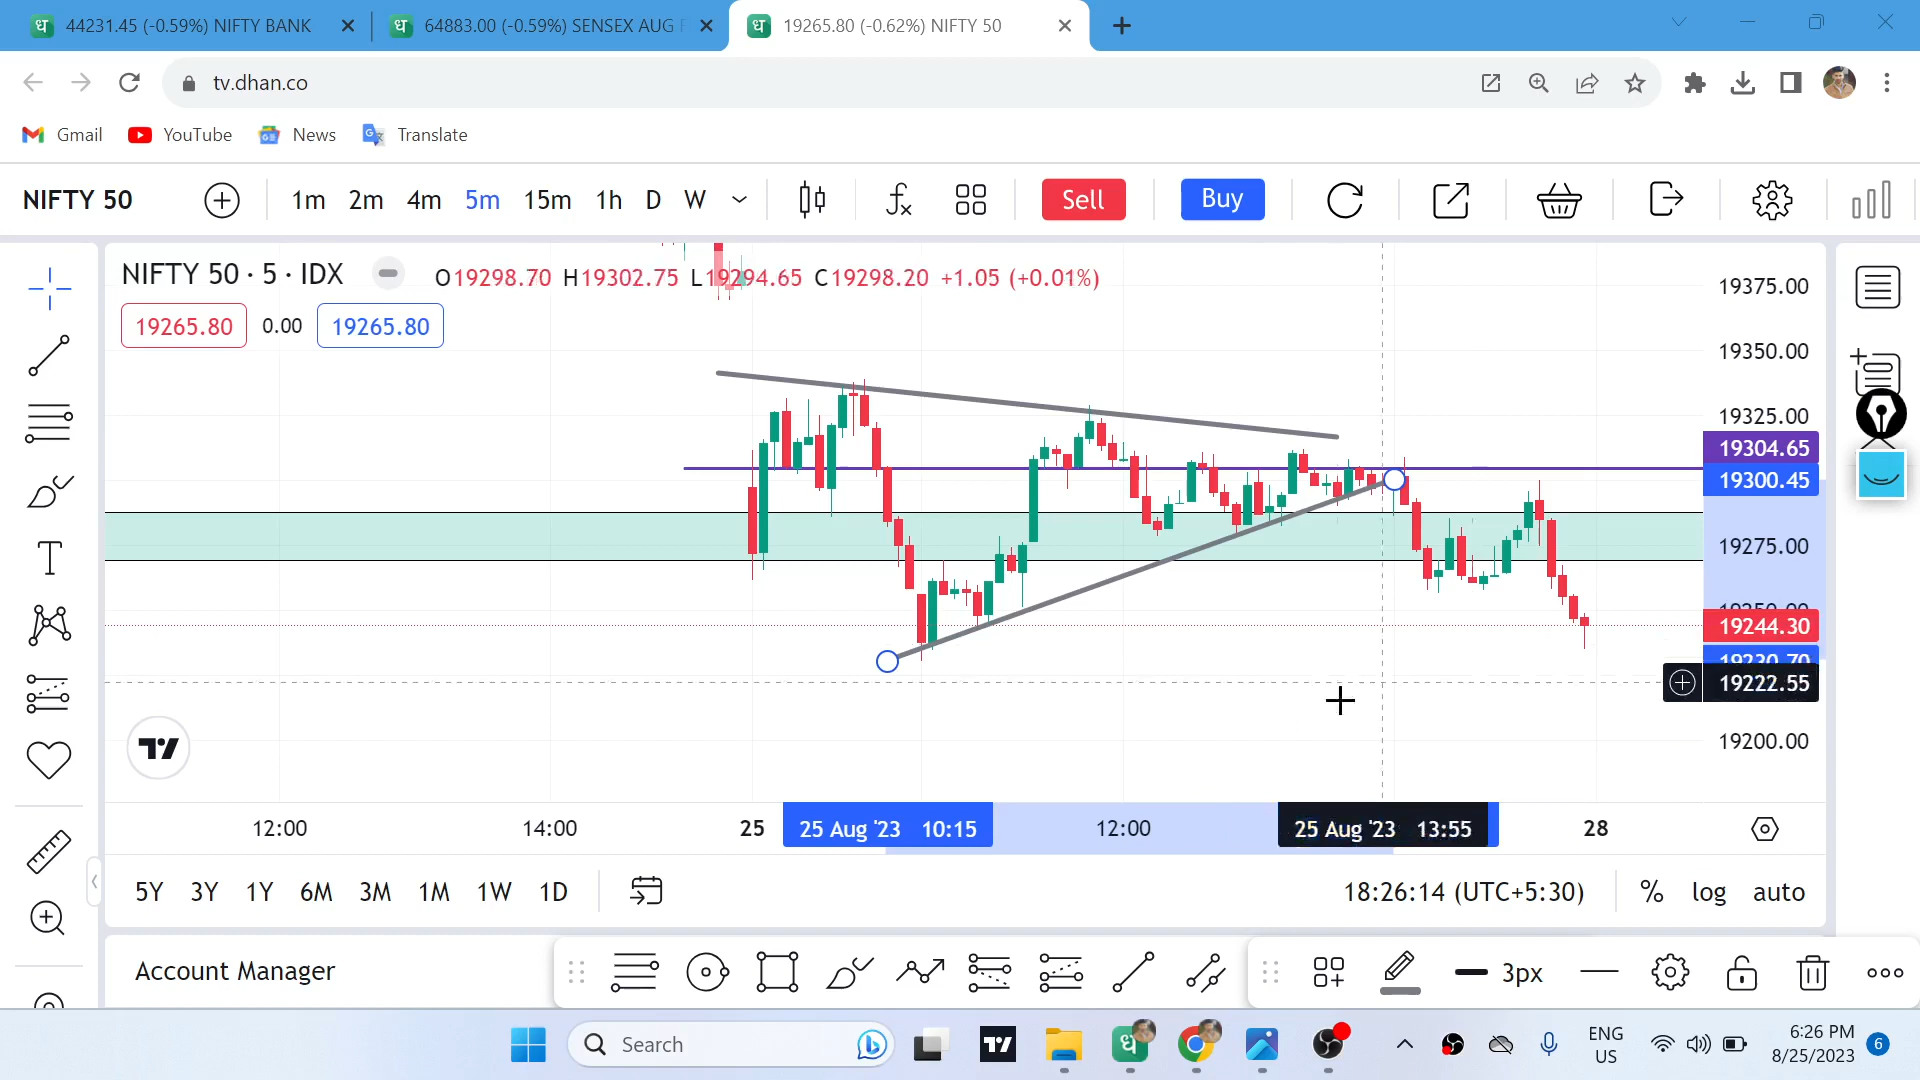 ध 44231.45 (-0.59%) NIFTY BANK ध 64883.00 (-0.59%) SENSEX AUG ध 19265.80 (-0.62%) NIFTY 50
tv.dhan.co
Gmail YouTube News Translate
NIFTY 50 1m 2m 4m 5m 15m 1h D W Sell Buy
NIFTY 50 · 5 · IDX O19298.70 H19302.75 L19294.65 C19298.20 +1.05 (+0.01%)
19265.80 0.00 19265.80
19375.00
19350.00
19325.00
19304.65
19300.45
19275.00
19250.00
19244.30
19230.70
19222.55
19200.00
12:00 14:00 25 25 Aug '23 10:15 12:00 25 Aug '23 13:55 28
5Y 3Y 1Y 6M 3M 1M 1W 1D 18:26:14 (UTC+5:30) % log auto
Account Manager 3px
Search ENG
US
6:26 PM
8/25/2023 6